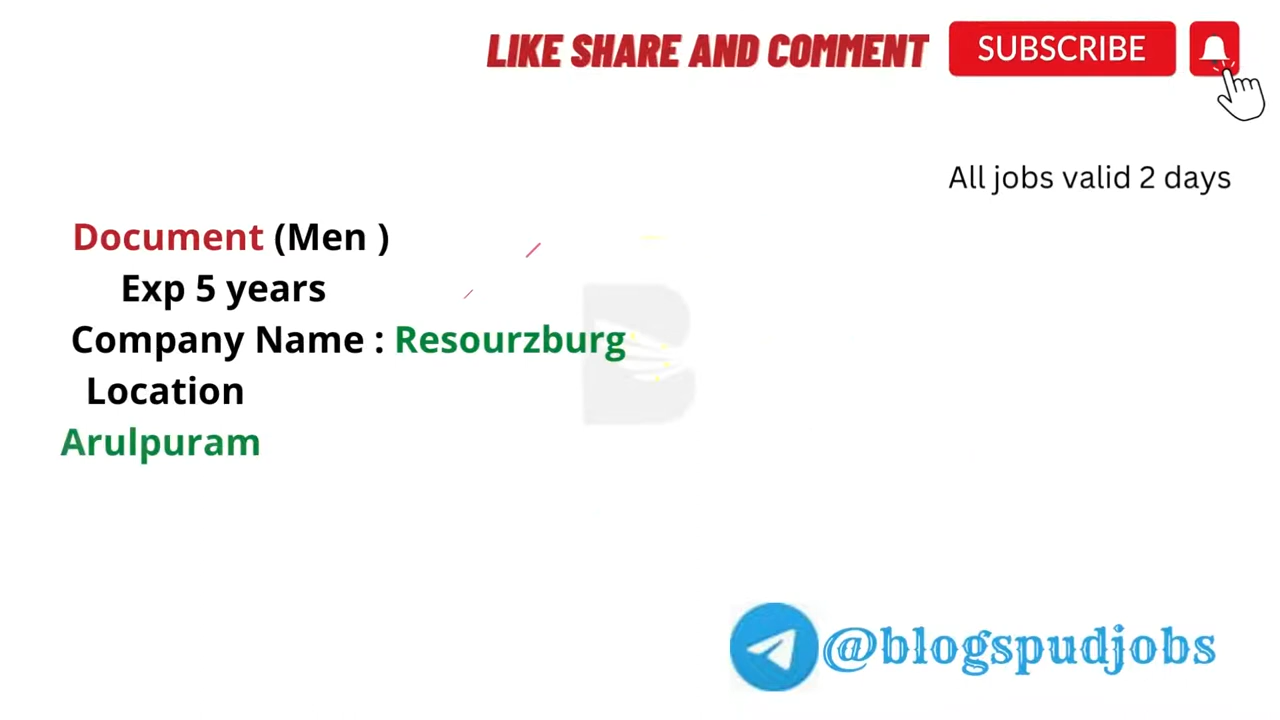 LIKE SHARE AND COMMENT
SUBSCRIBE
All jobs valid 2 days
Document (Men )
Exp 5 years
Company Name : Resourzburg
Location
Arulpuram
@blogspudjobs